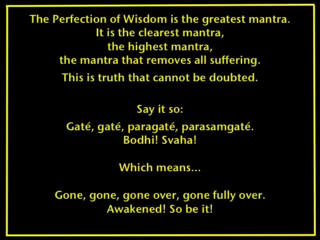 The Perfection of Wisdom is the greatest mantra.
It is the clearest mantra,
the highest mantra,
the mantra that removes all suffering.
This is truth that cannot be doubted.
Say it so:
Gaté, gaté, paragaté, parasamgaté.
Bodhi! Svaha!
Which means...
Gone, gone, gone over, gone fully over.
Awakened! So be it!